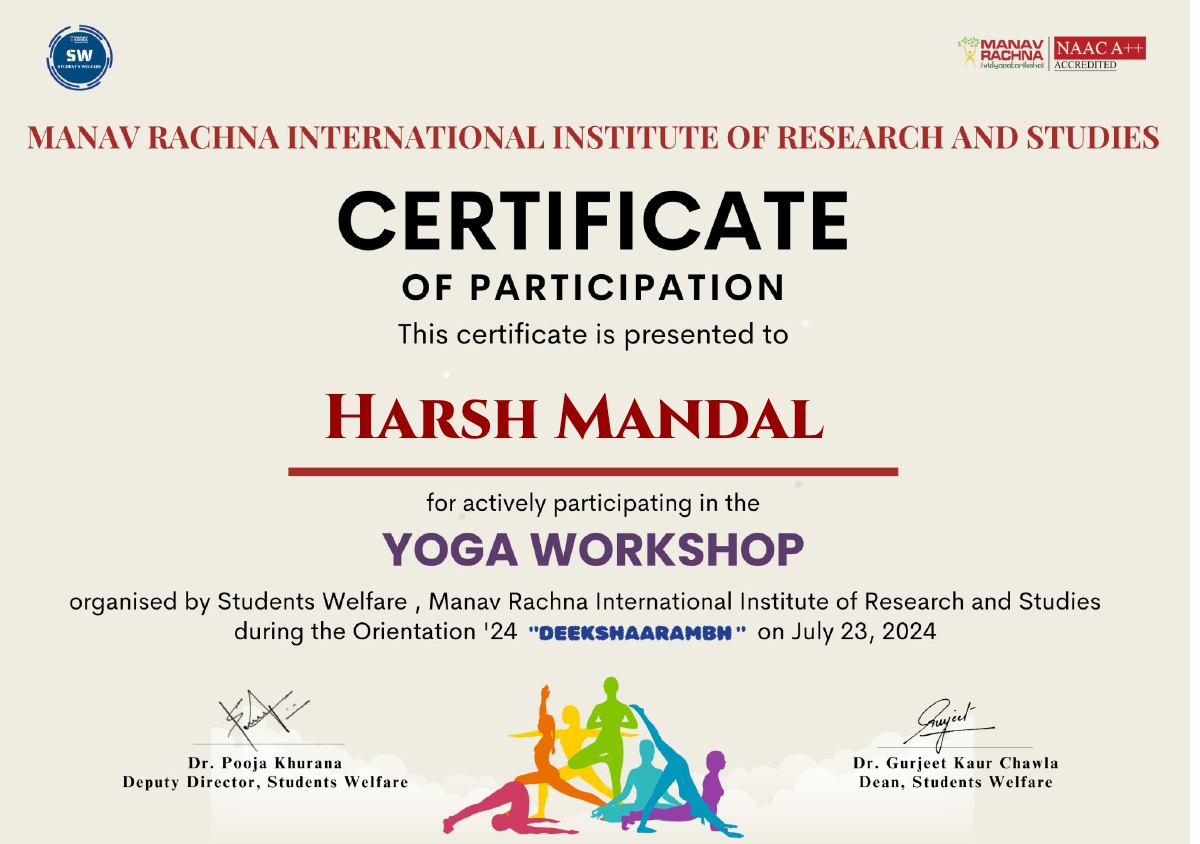 SW
STUDENT'S WELFARE
MANAV
RACHNA
vidyanatariksha
NAAC A++
ACCREDITED
MANAV RACHNA INTERNATIONAL INSTITUTE OF RESEARCH AND STUDIES
CERTIFICATE
OF PARTICIPATION
This certificate is presented to
HARSH MANDAL
for actively participating in the
YOGA WORKSHOP
organised by Students Welfare , Manav Rachna International Institute of Research and Studies
during the Orientation '24 "DEEKSHAARAMBH" on July 23, 2024
Gurjeet
Dr. Pooja Khurana
Deputy Director, Students Welfare
Dr. Gurjeet Kaur Chawla
Dean, Students Welfare